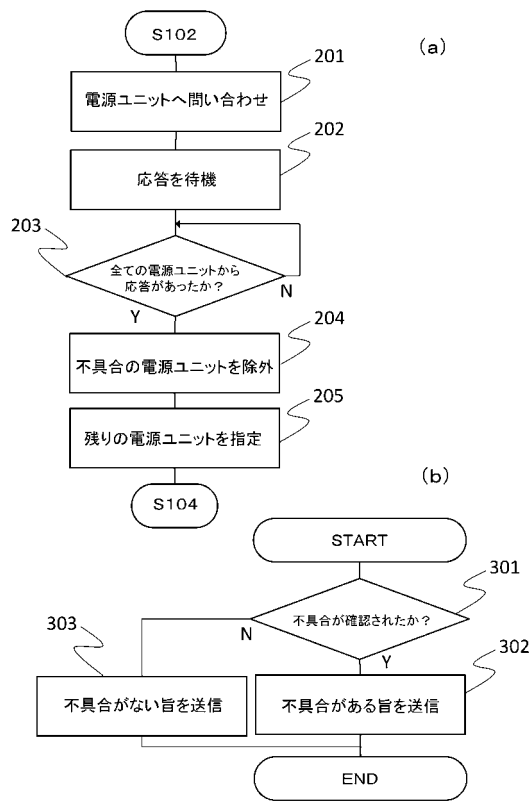 S102
(a)
201
電源ユニットへ問い合わせ
202
応答を待機
203
全ての電源ユニットから
応答があったか?
N
Y
204
不具合の電源ユニットを除外
205
残りの電源ユニットを指定
S104
(b)
START
301
不具合が確認されたか?
N
Y
303
302
不具合がない旨を送信
不具合がある旨を送信
END